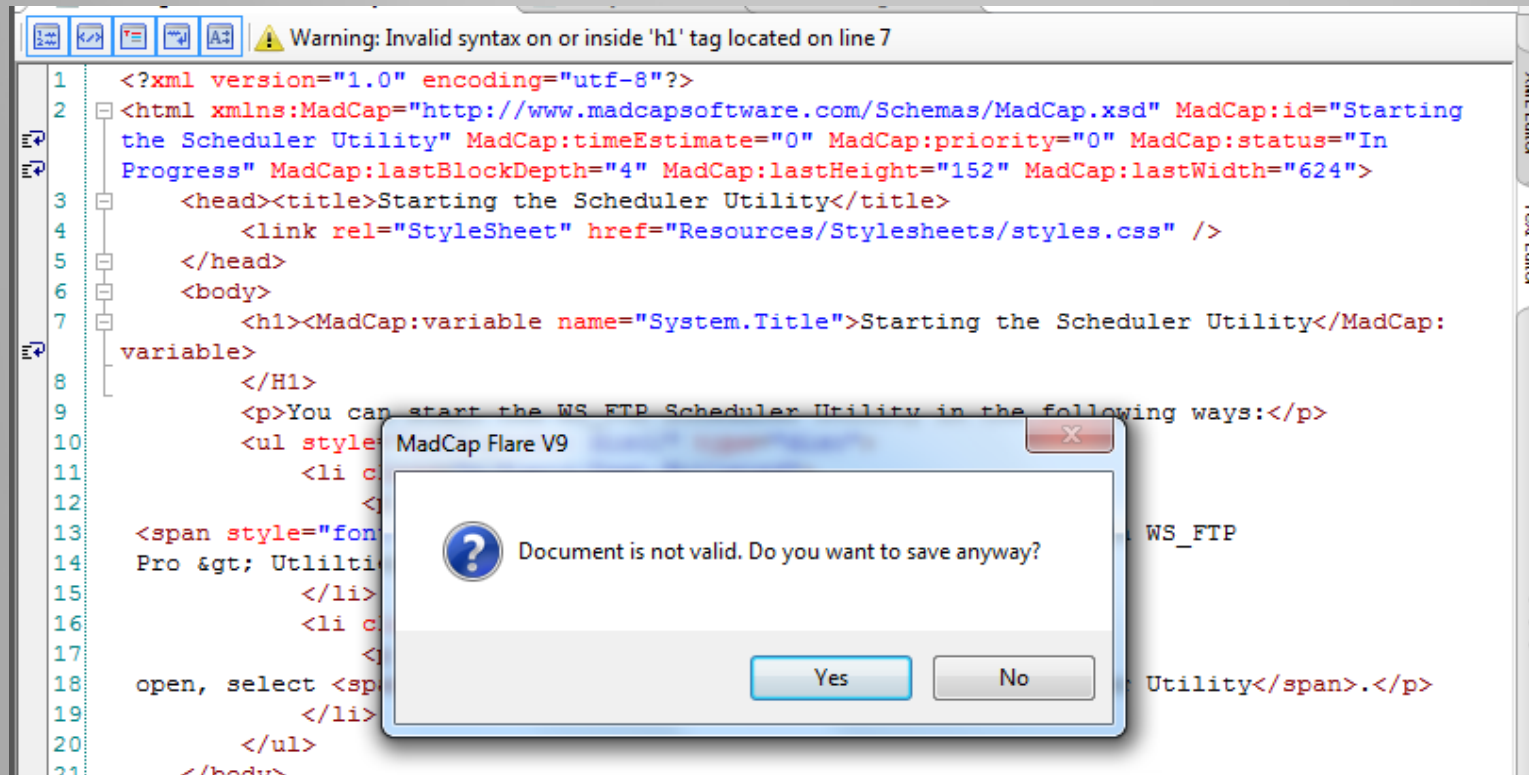 Warning: Invalid syntax on or inside 'h1' tag located on line 7
1 <?xml version="1.0" encoding="utf-8"?>
2 <html xmlns:MadCap="http://www.madcapsoftware.com/Schemas/MadCap.xsd" MadCap:id="Starting
the Scheduler Utility" MadCap:timeEstimate="0" MadCap:priority="0" MadCap:status="In
Progress" MadCap:lastBlockDepth="4" MadCap:lastHeight="152" MadCap:lastWidth="624">
3 <head><title>Starting the Scheduler Utility</title>
4 <link rel="StyleSheet" href="Resources/Stylesheets/styles.css" />
5 </head>
6 <body>
7 <h1><MadCap:variable name="System.Title">Starting the Scheduler Utility</MadCap:
variable>
8 </H1>
9 <p>You can start the WS_FTP Scheduler Utility in the following ways:</p>
10 <ul style
11 <li
12
13 <span style="fon WS_FTP
14 Pro &gt; Utlilti
15 </li>
16 <li
17
18 open, select <sp Utility</span>.</p>
19 </li>
20 </ul>
21 </body>
MadCap Flare V9
Document is not valid. Do you want to save anyway?
Yes
No